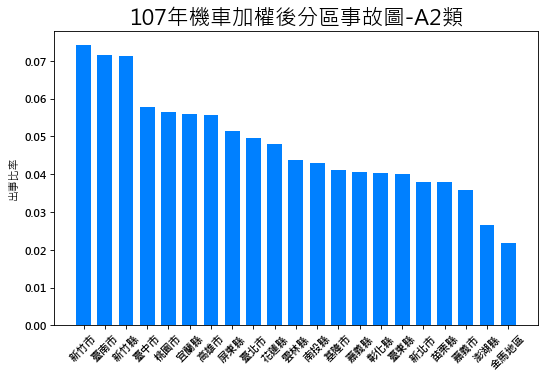 107年機車加權後分區事故圖-A2類
出事比率
0.07
0.06
0.05
0.04
0.03
0.02
0.01
0.00
新竹市
臺南市
新竹縣
臺中市
桃園市
宜蘭縣
高雄市
屏東縣
臺北市
花蓮縣
雲林縣
南投縣
基隆市
嘉義縣
彰化縣
臺東縣
新北市
苗栗縣
嘉義市
澎湖縣
金馬地區